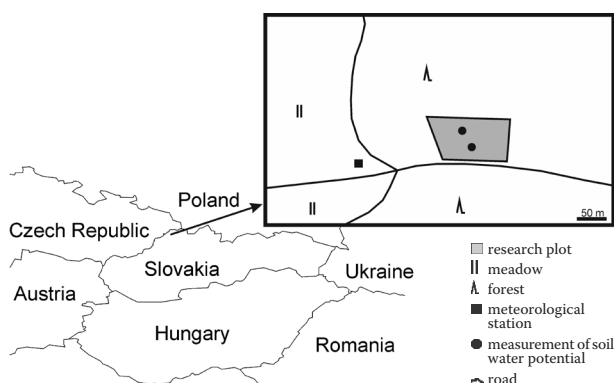 50 m
Poland
Czech Republic
Slovakia
Ukraine
Austria
Hungary
Romania
research plot
meadow
forest
meteorological
station
measurement of soil
water potential
road